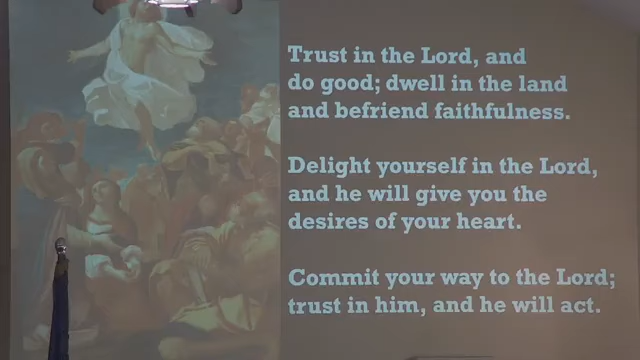 Trust in the Lord, and
do good; dwell in the land
and befriend faithfulness.
Delight yourself in the Lord,
and he will give you the
desires of your heart.
Commit your way to the Lord;
trust in him, and he will act.